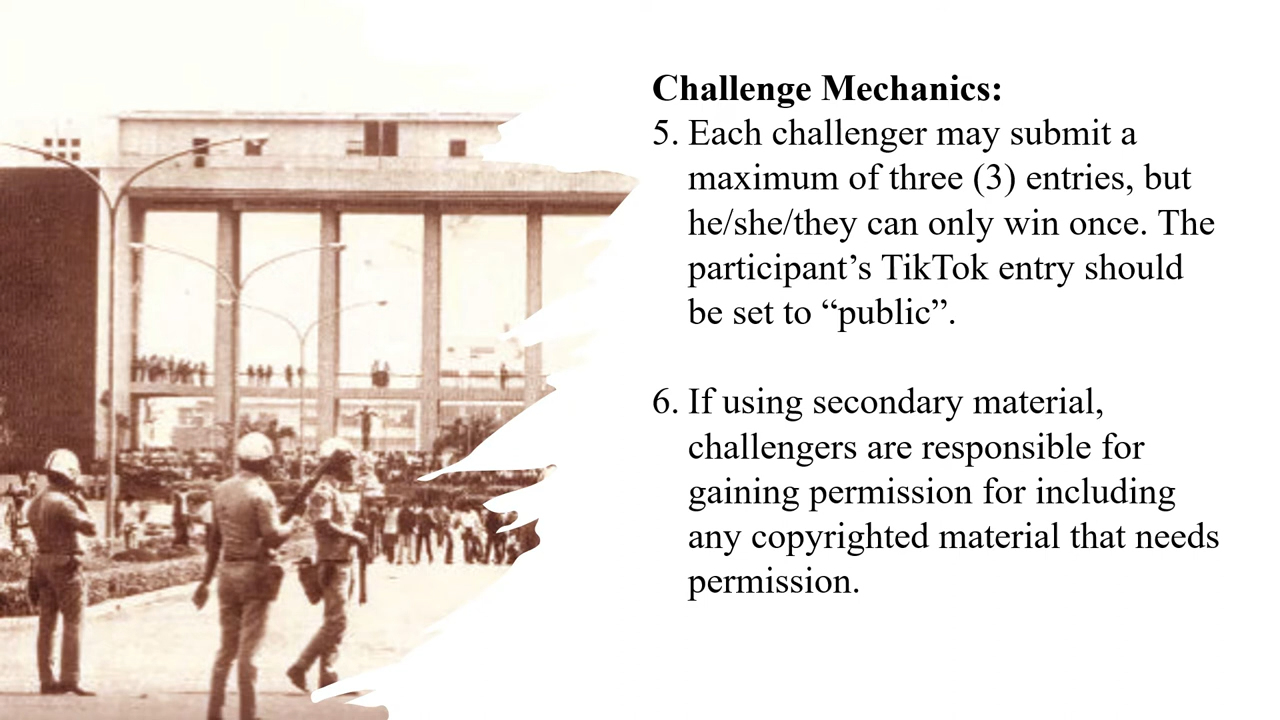 Challenge Mechanics:
5. Each challenger may submit a
maximum of three (3) entries, but
he/she/they can only win once. The
participant’s TikTok entry should
be set to “public”.
6. If using secondary material,
challengers are responsible for
gaining permission for including
any copyrighted material that needs
permission.